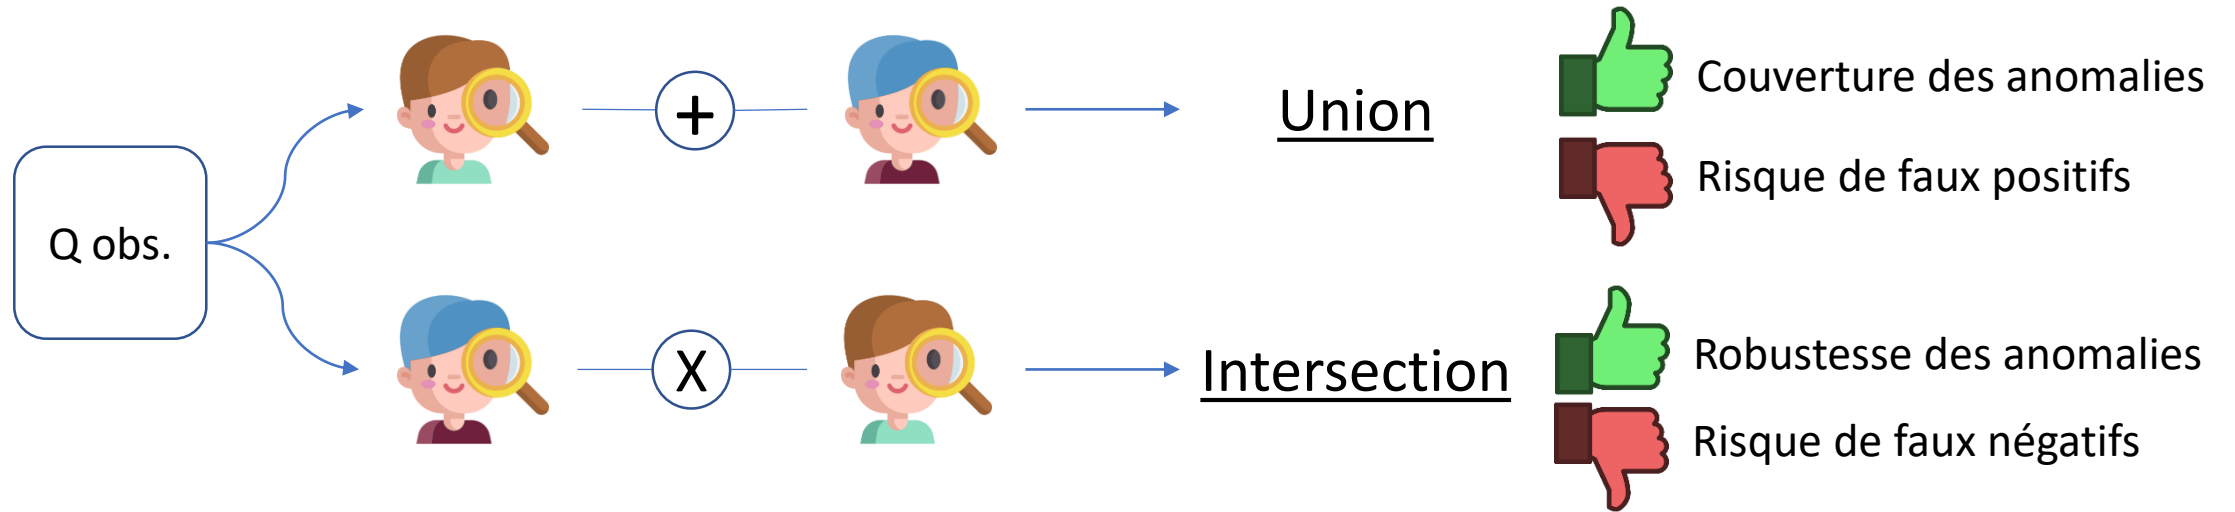 Q obs.
+
Union
Couverture des anomalies
Risque de faux positifs
X
Intersection
Robustesse des anomalies
Risque de faux négatifs